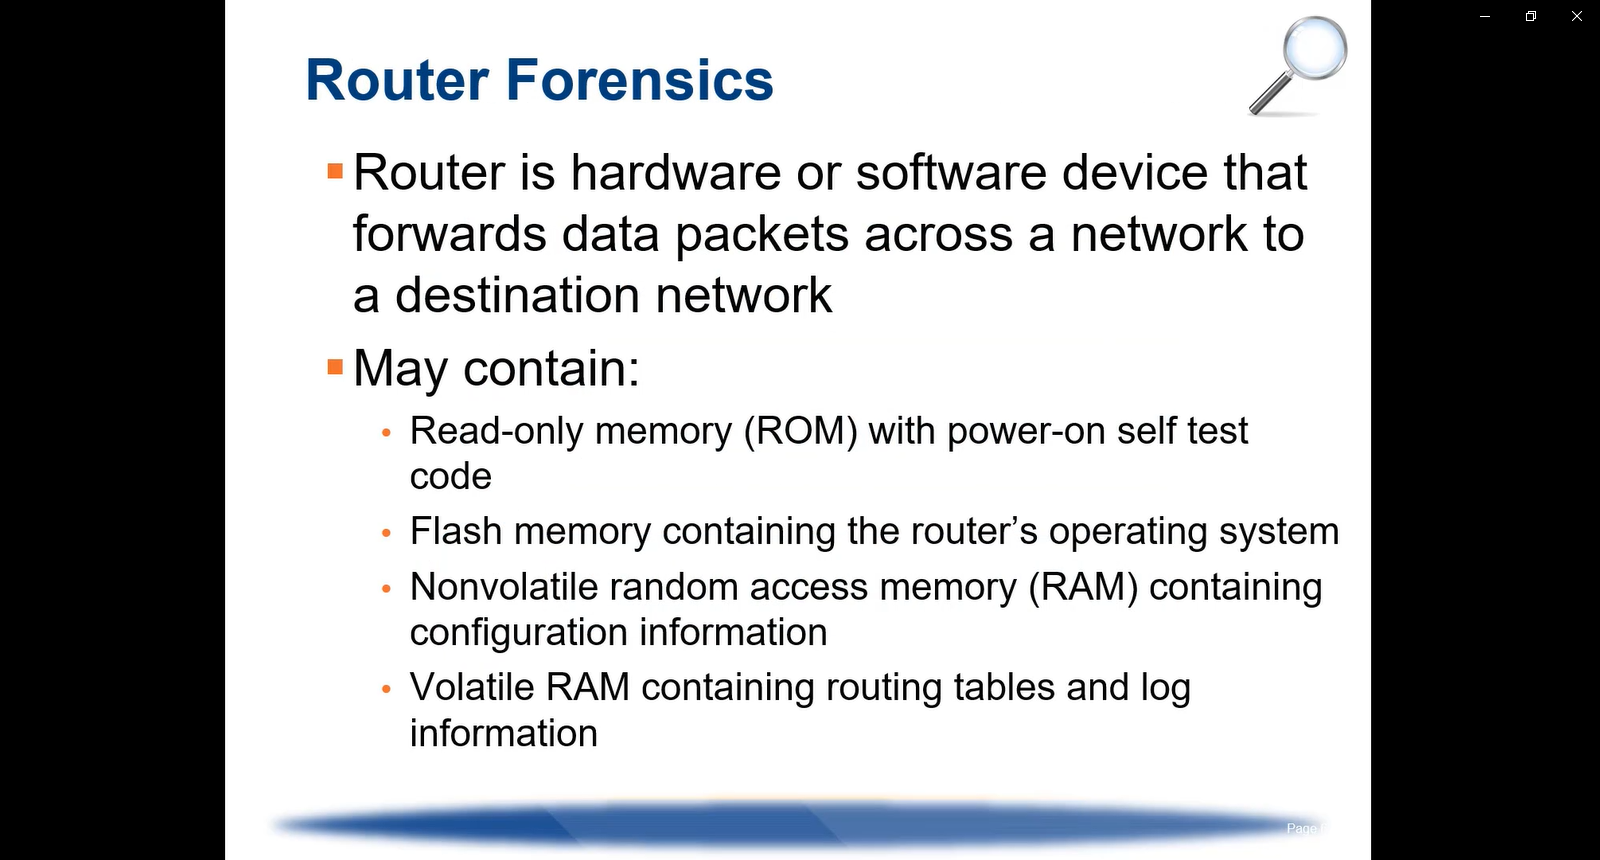 Router Forensics
Router is hardware or software device that
forwards data packets across a network to
a destination network
May contain:
Read-only memory (ROM) with power-on self test
code
Flash memory containing the router’s operating system
Nonvolatile random access memory (RAM) containing
configuration information
Volatile RAM containing routing tables and log
information
Page